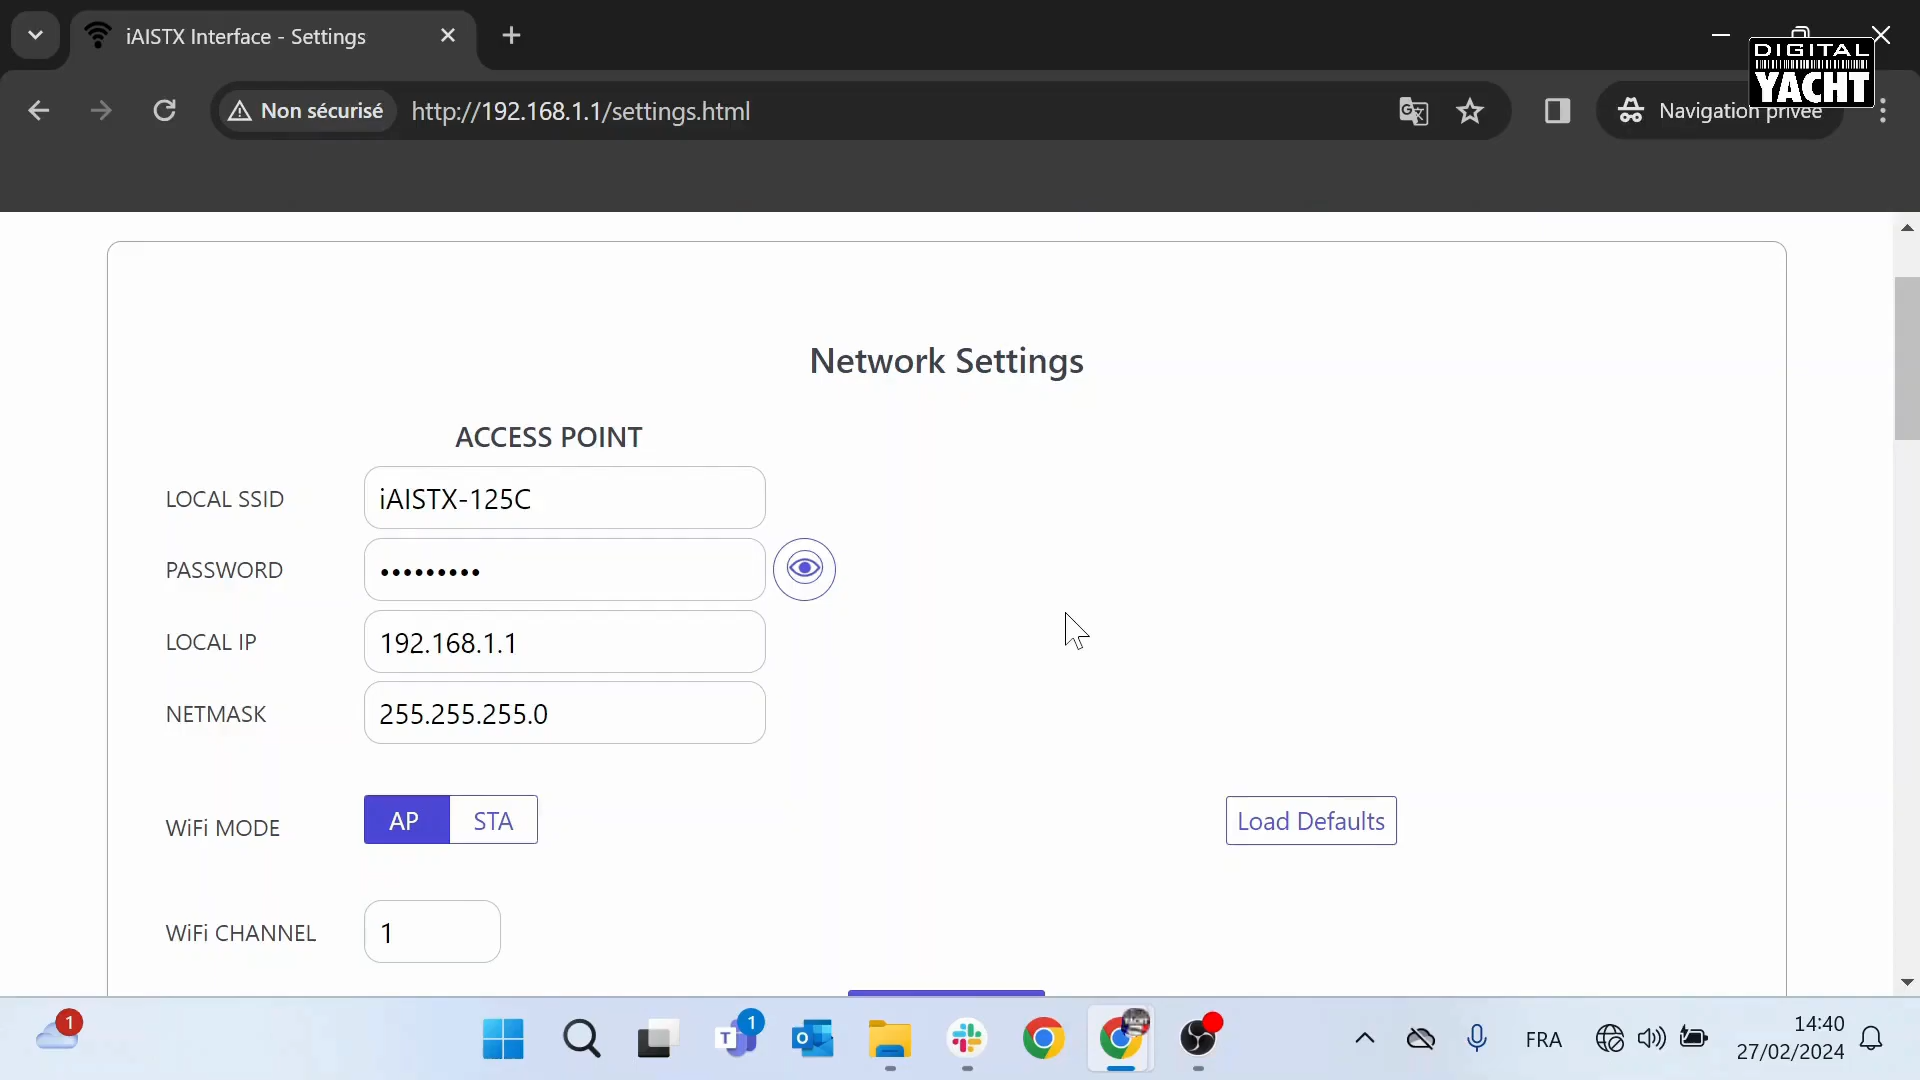 iAISTX Interface - Settings
DIGITAL
YACHT
Non sécurisé
http://192.168.1.1/settings.html
Navigation privée
Network Settings
ACCESS POINT
LOCAL SSID
iAISTX-125C
PASSWORD
•••••••••
LOCAL IP
192.168.1.1
NETMASK
255.255.255.0
WiFi MODE
AP
STA
Load Defaults
WiFi CHANNEL
1
1
1
YACHT
FRA
14:40
27/02/2024